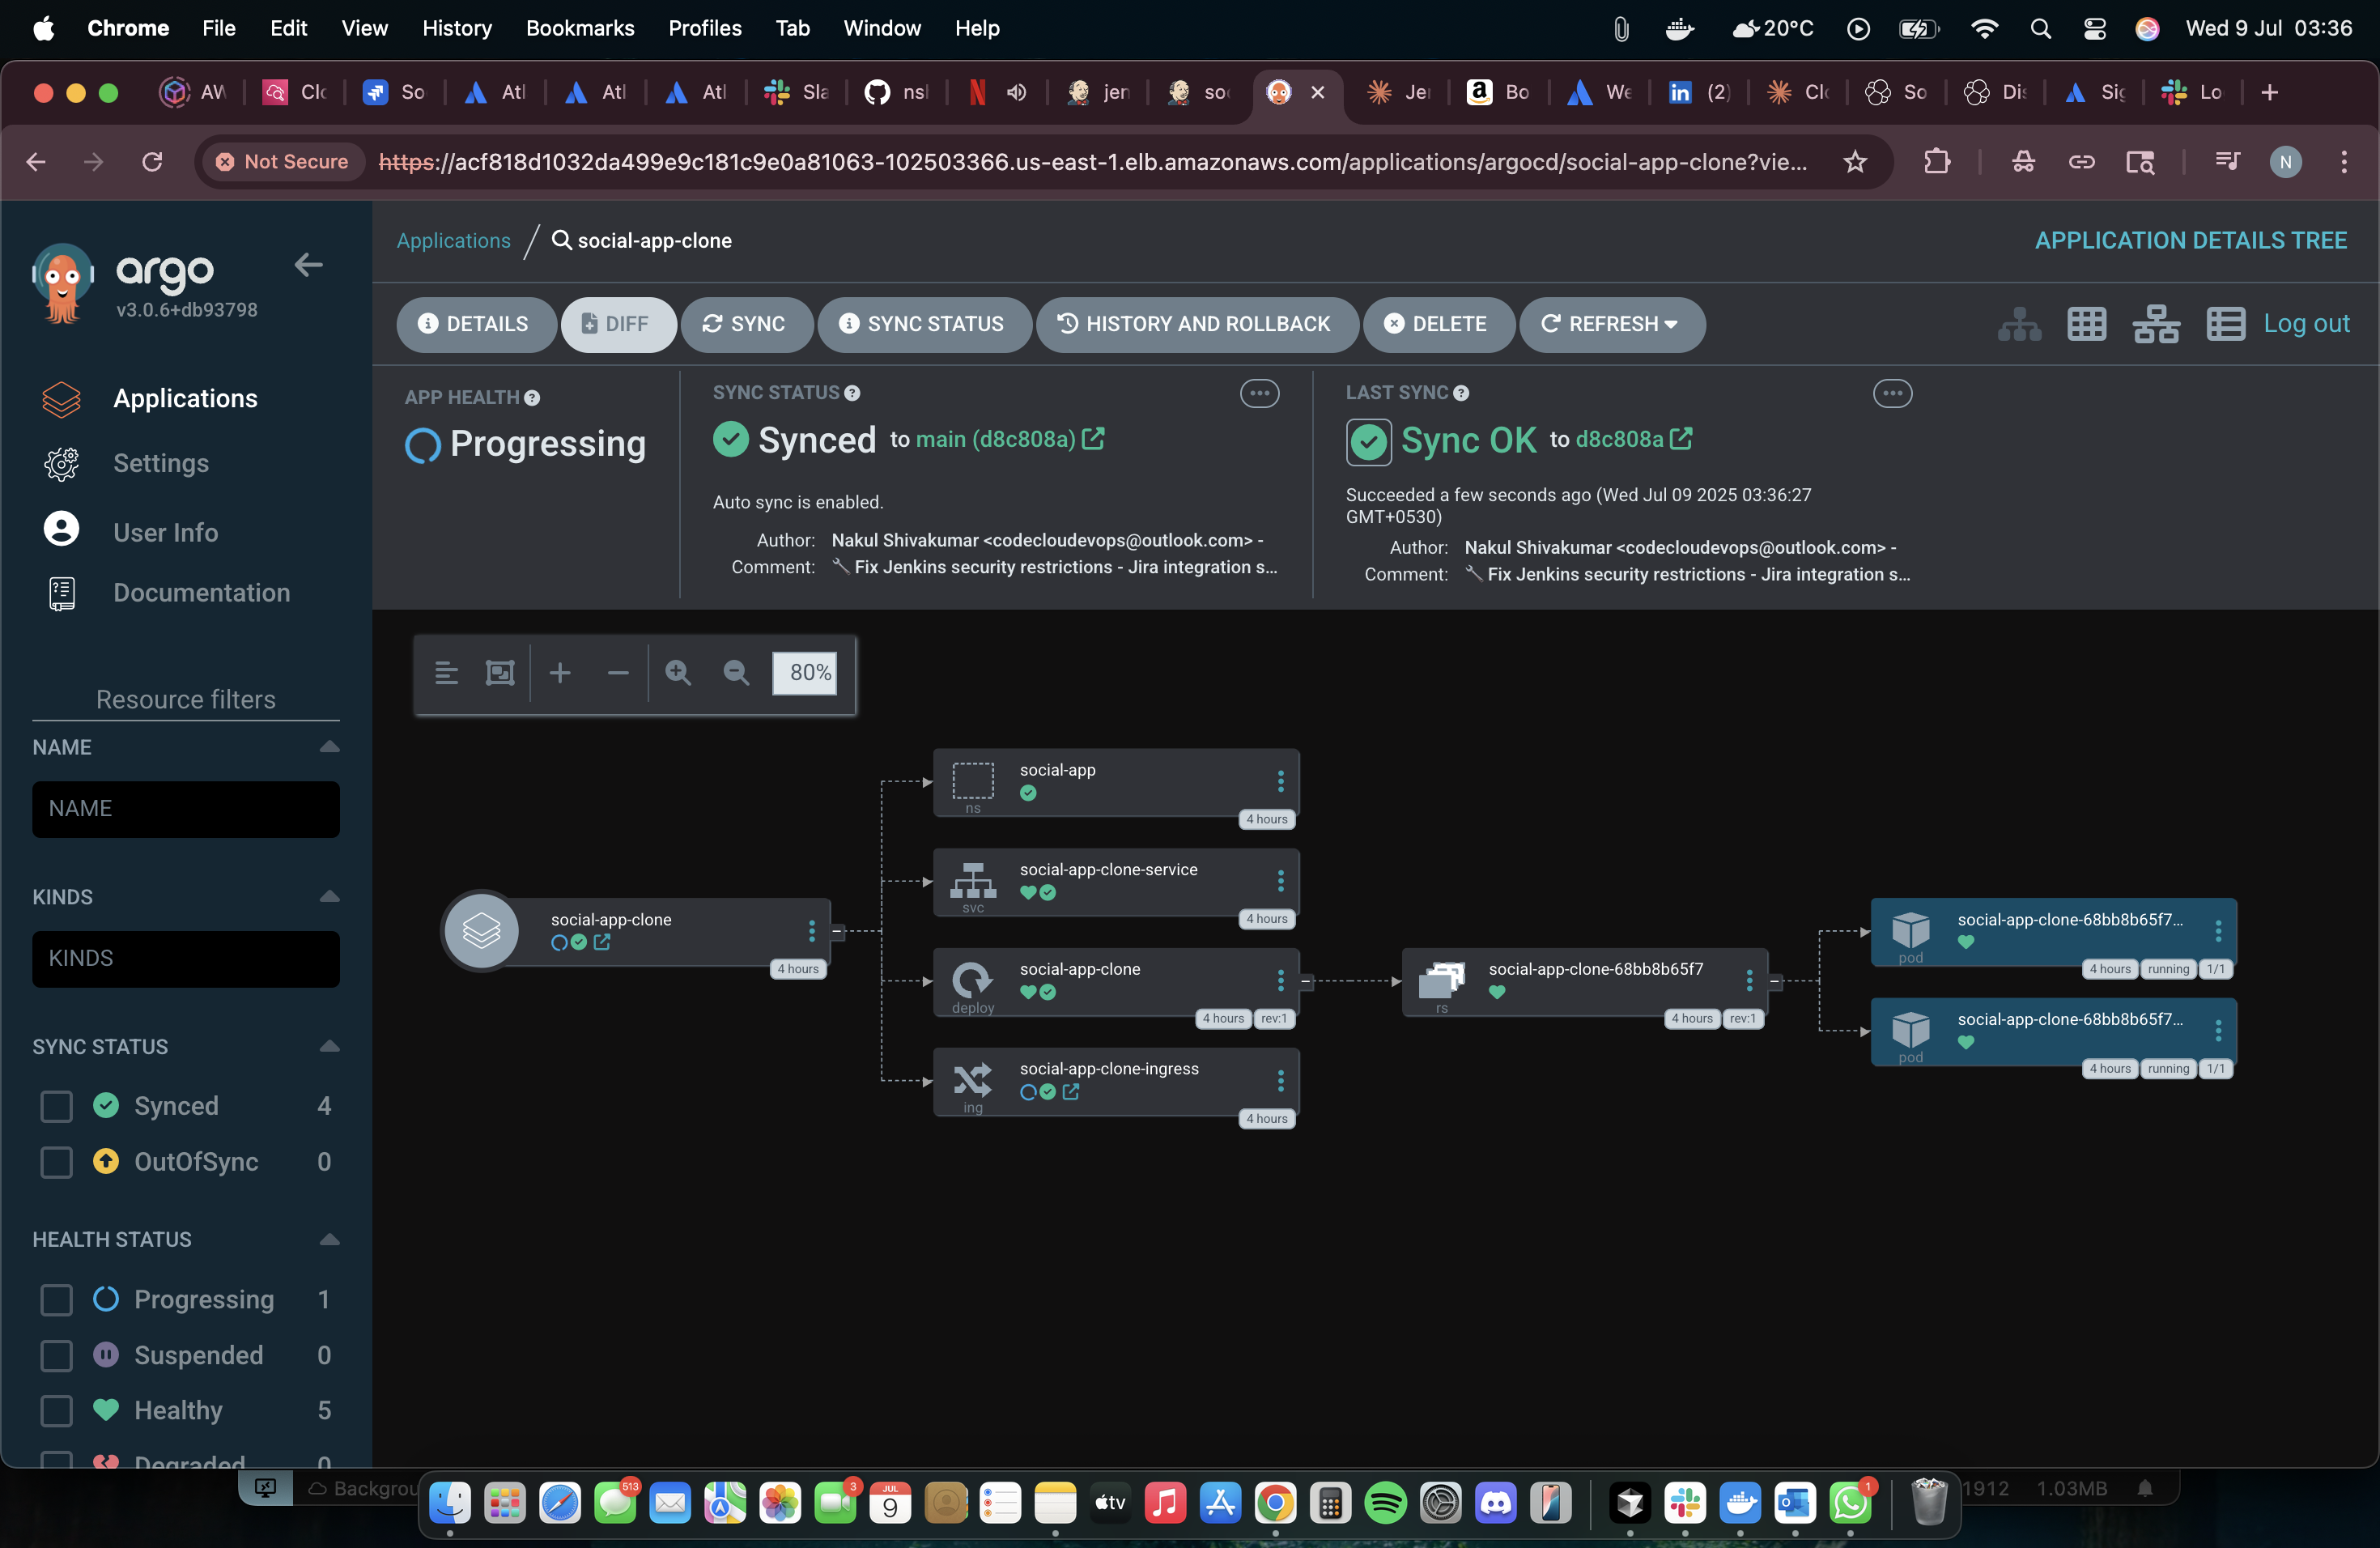 Chrome File Edit View History Bookmarks Profiles Tab Window Help 20°C Wed 9 Jul 03:36
AW Clo So Atl Atl Atl Sla nsl jen soc Jer Bo We (2) Clo So Dis Sig Lo
Not Secure https://acf818d1032da499e9c181c9e0a81063-102503366.us-east-1.elb.amazonaws.com/applications/argocd/social-app-clone?vie... N
argo
v3.0.6+db93798
Applications
Settings
User Info
Documentation
Resource filters
NAME
NAME
KINDS
KINDS
SYNC STATUS
Synced 4
OutOfSync 0
HEALTH STATUS
Progressing 1
Suspended 0
Healthy 5
Degraded 0
Applications / social-app-clone
APPLICATION DETAILS TREE
DETAILS DIFF SYNC SYNC STATUS HISTORY AND ROLLBACK DELETE REFRESH
Log out
APP HEALTH
Progressing
SYNC STATUS
Synced to main (d8c808a)
Auto sync is enabled.
Author: Nakul Shivakumar <codecloudevops@outlook.com> -
Comment: Fix Jenkins security restrictions - Jira integration s...
LAST SYNC
Sync OK to d8c808a
Succeeded a few seconds ago (Wed Jul 09 2025 03:36:27
GMT+0530)
Author: Nakul Shivakumar <codecloudevops@outlook.com> -
Comment: Fix Jenkins security restrictions - Jira integration s...
80%
social-app-clone
4 hours
social-app
ns
4 hours
social-app-clone-service
svc
4 hours
social-app-clone
deploy
4 hours rev:1
social-app-clone-ingress
ing
4 hours
social-app-clone-68bb8b65f7
rs
4 hours rev:1
social-app-clone-68bb8b65f7...
pod
4 hours running 1/1
social-app-clone-68bb8b65f7...
pod
4 hours running 1/1
Backgrou
513 3 JUL 9 tv 1
1912 1.03MB